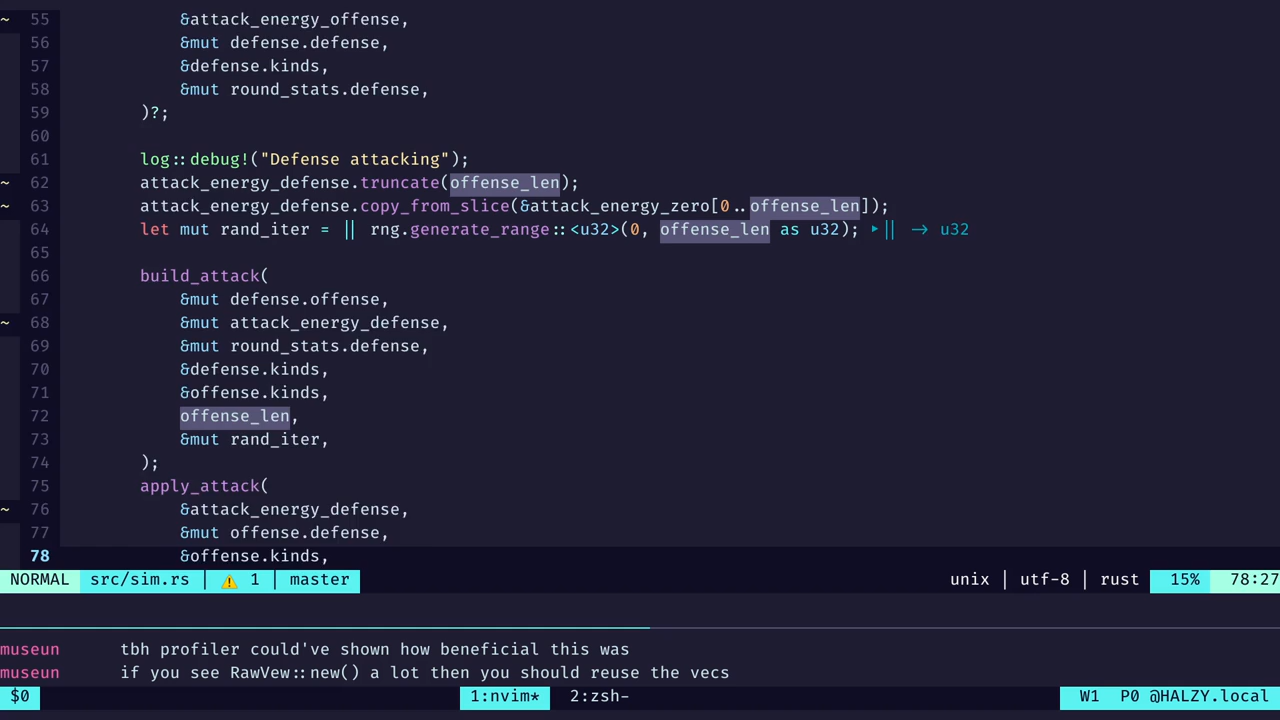 ~ 55 &attack_energy_offense,
56 &mut defense.defense,
57 &defense.kinds,
58 &mut round_stats.defense,
59 )?;
60
61 log::debug!("Defense attacking");
~ 62 attack_energy_defense.truncate(offense_len);
~ 63 attack_energy_defense.copy_from_slice(&attack_energy_zero[0..offense_len]);
64 let mut rand_iter = || rng.generate_range::<u32>(0, offense_len as u32); ▸|| -> u32
65
66 build_attack(
67 &mut defense.offense,
~ 68 &mut attack_energy_defense,
69 &mut round_stats.defense,
70 &defense.kinds,
71 &offense.kinds,
72 offense_len,
73 &mut rand_iter,
74 );
75 apply_attack(
~ 76 &attack_energy_defense,
77 &mut offense.defense,
78 &offense.kinds,
NORMAL src/sim.rs | ⚠ 1 | master unix | utf-8 | rust 15% 78:27
museun tbh profiler could've shown how beneficial this was
museun if you see RawVew::new() a lot then you should reuse the vecs
$0 1:nvim* 2:zsh- W1 P0 @HALZY.local